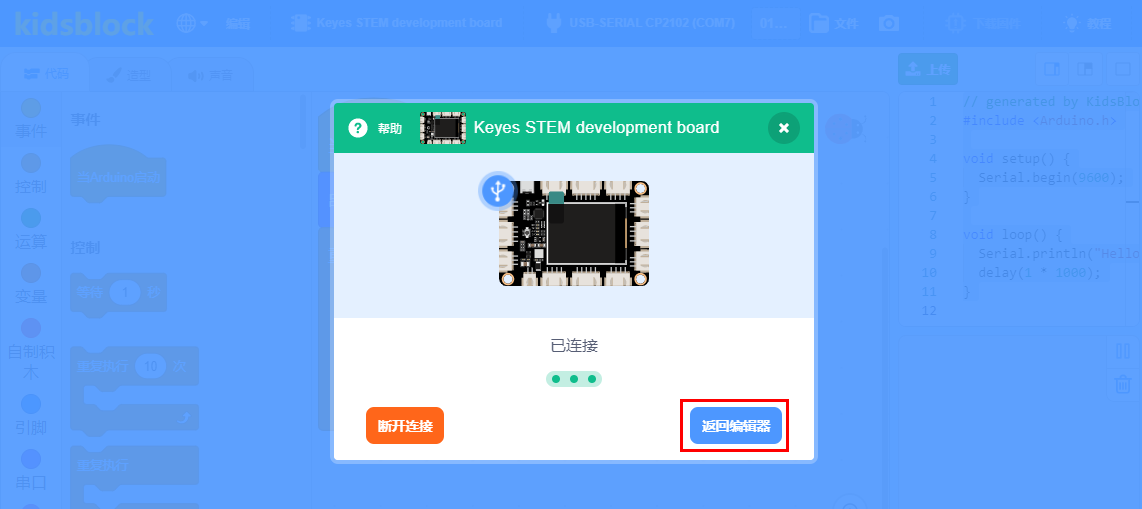 kidsblock
编辑
Keyes STEM development board
USB-SERIAL CP2102 (COM7)
01...
文件
下载固件
教程
代码
造型
声音
上传
事件
控制
运算
变量
自制积木
引脚
串口
事件
当Arduino启动
控制
等待 1 秒
重复执行 10 次
重复执行
帮助
Keyes STEM development board
已连接
断开连接
返回编辑器
1 // generated by KidsBlo
2 #include <Arduino.h>
3
4 void setup() {
5 Serial.begin(9600);
6 }
7
8 void loop() {
9 Serial.println("Hello
10 delay(1 * 1000);
11 }
12